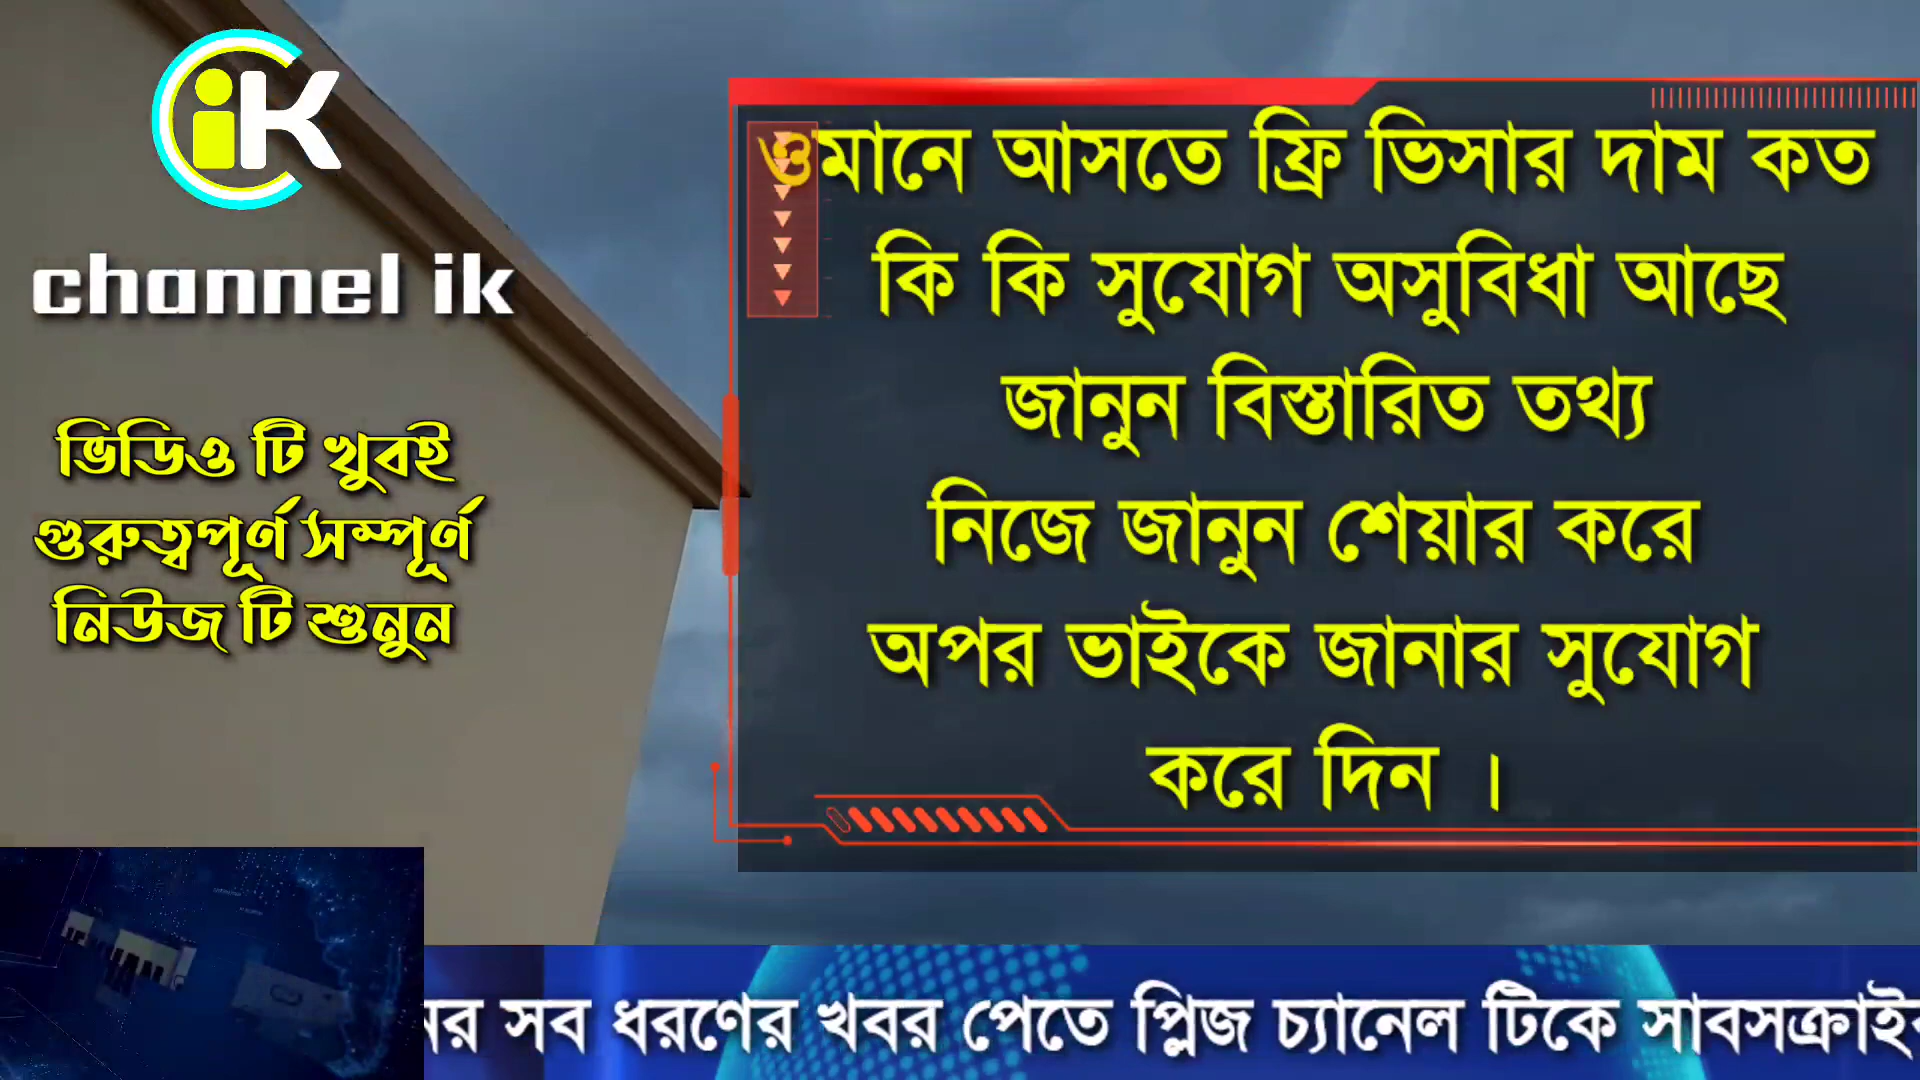 iK
channel ik
ভিডিও টি খুবই
গুরুত্বপূর্ণ সম্পূর্ণ
নিউজ টি শুনুন
ওমানে আসতে ফ্রি ভিসার দাম কত
কি কি সুযোগ অসুবিধা আছে
জানুন বিস্তারিত তথ্য
নিজে জানুন শেয়ার করে
অপর ভাইকে জানার সুযোগ
করে দিন ।
সব ধরণের খবর পেতে প্লিজ চ্যানেল টিকে